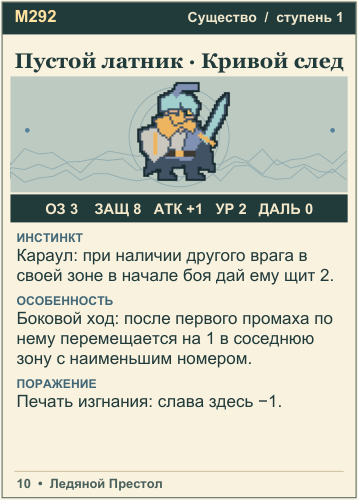 M292
Существо / ступень 1
Пустой латник · Кривой след
ОЗ 3 ЗАЩ 8 АТК +1 УР 2 ДАЛЬ 0
ИНСТИНКТ
Караул: при наличии другого врага в
своей зоне в начале боя дай ему щит 2.
ОСОБЕННОСТЬ
Боковой ход: после первого промаха по
нему перемещается на 1 в соседнюю
зону с наименьшим номером.
ПОРАЖЕНИЕ
Печать изгнания: слава здесь −1.
10 • Ледяной Престол